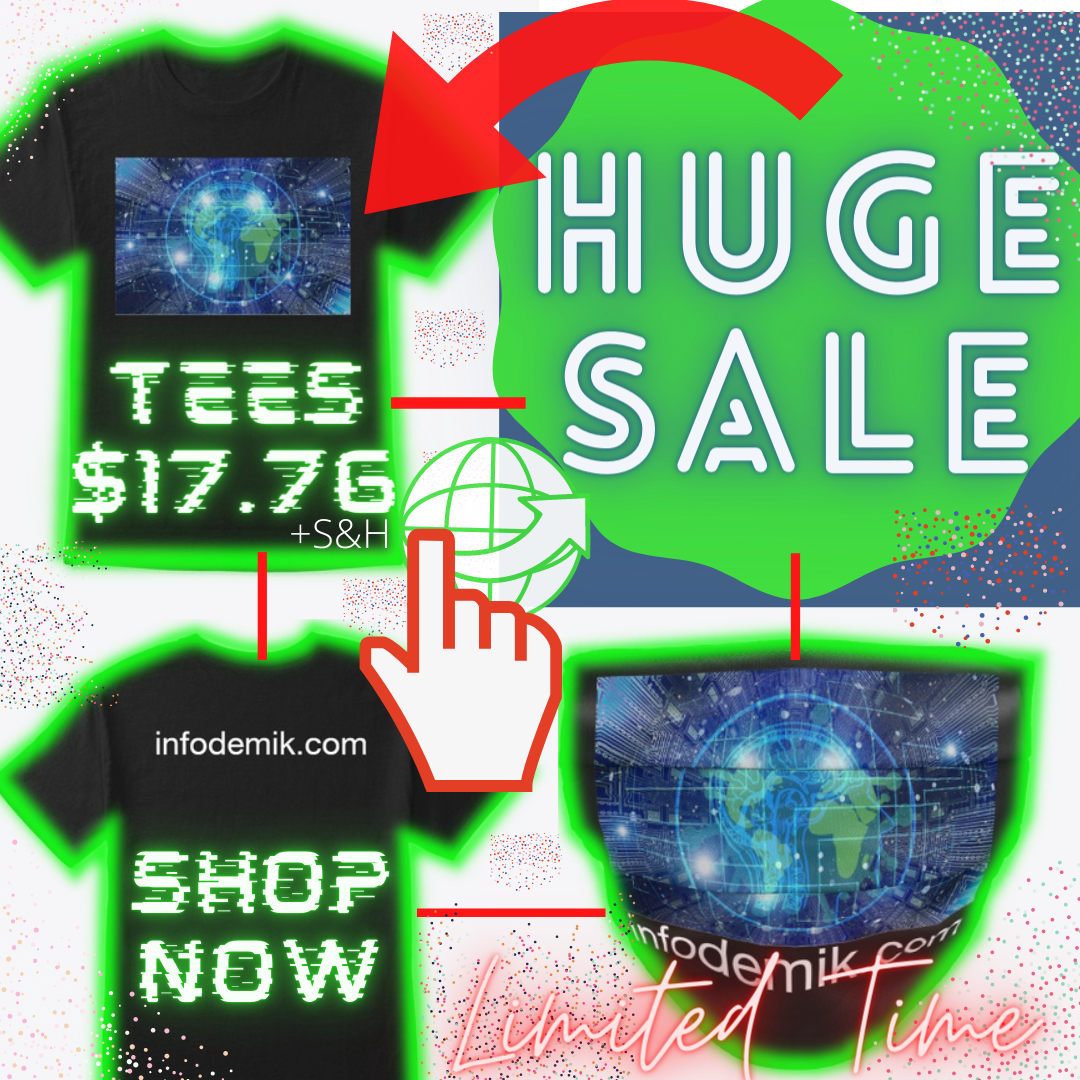 HUGE
SALE
TEES
$17.76
+S&H
infodemik.com
SHOP
NOW
infodemik.com
Limited Time